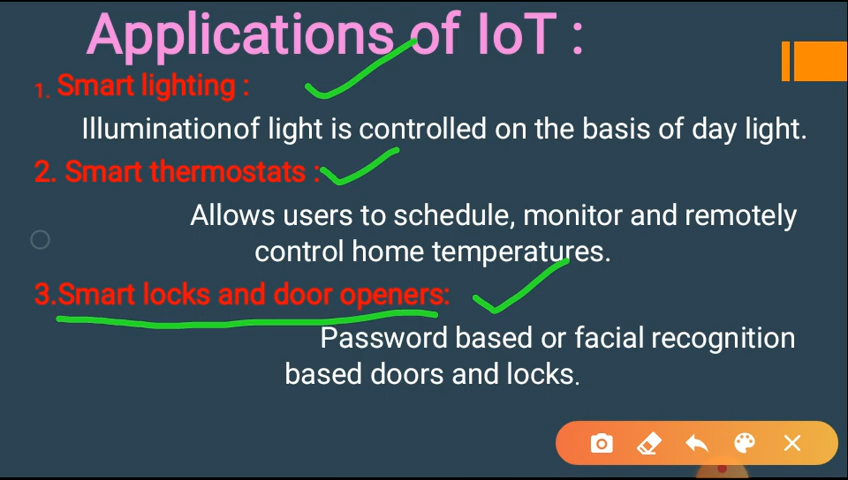 Applications of IoT :
1. Smart lighting :
Illuminationof light is controlled on the basis of day light.
2. Smart thermostats :
Allows users to schedule, monitor and remotely
control home temperatures.
3.Smart locks and door openers:
Password based or facial recognition
based doors and locks.